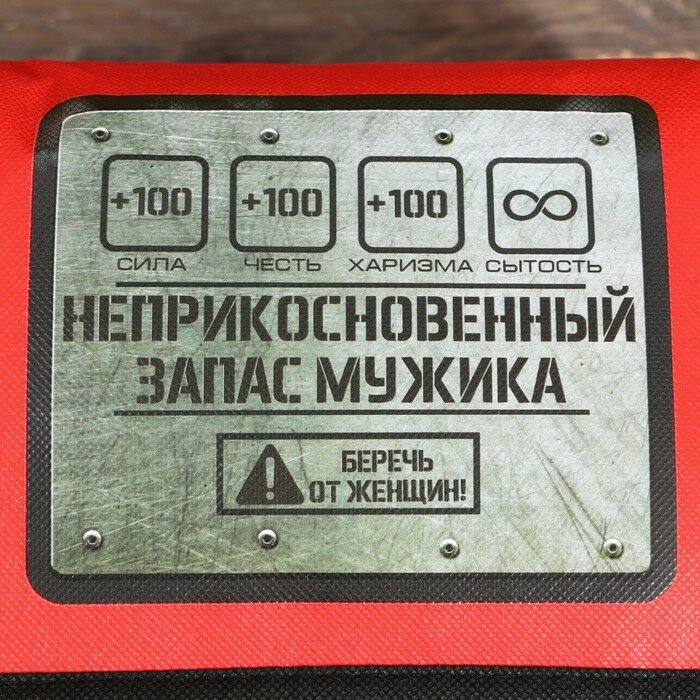 +100 +100 +100 ∞
СИЛА ЧЕСТЬ ХАРИЗМА СЫТОСТЬ
НЕПРИКОСНОВЕННЫЙ
ЗАПАС МУЖИКА
БЕРЕЧЬ
ОТ ЖЕНЩИН!